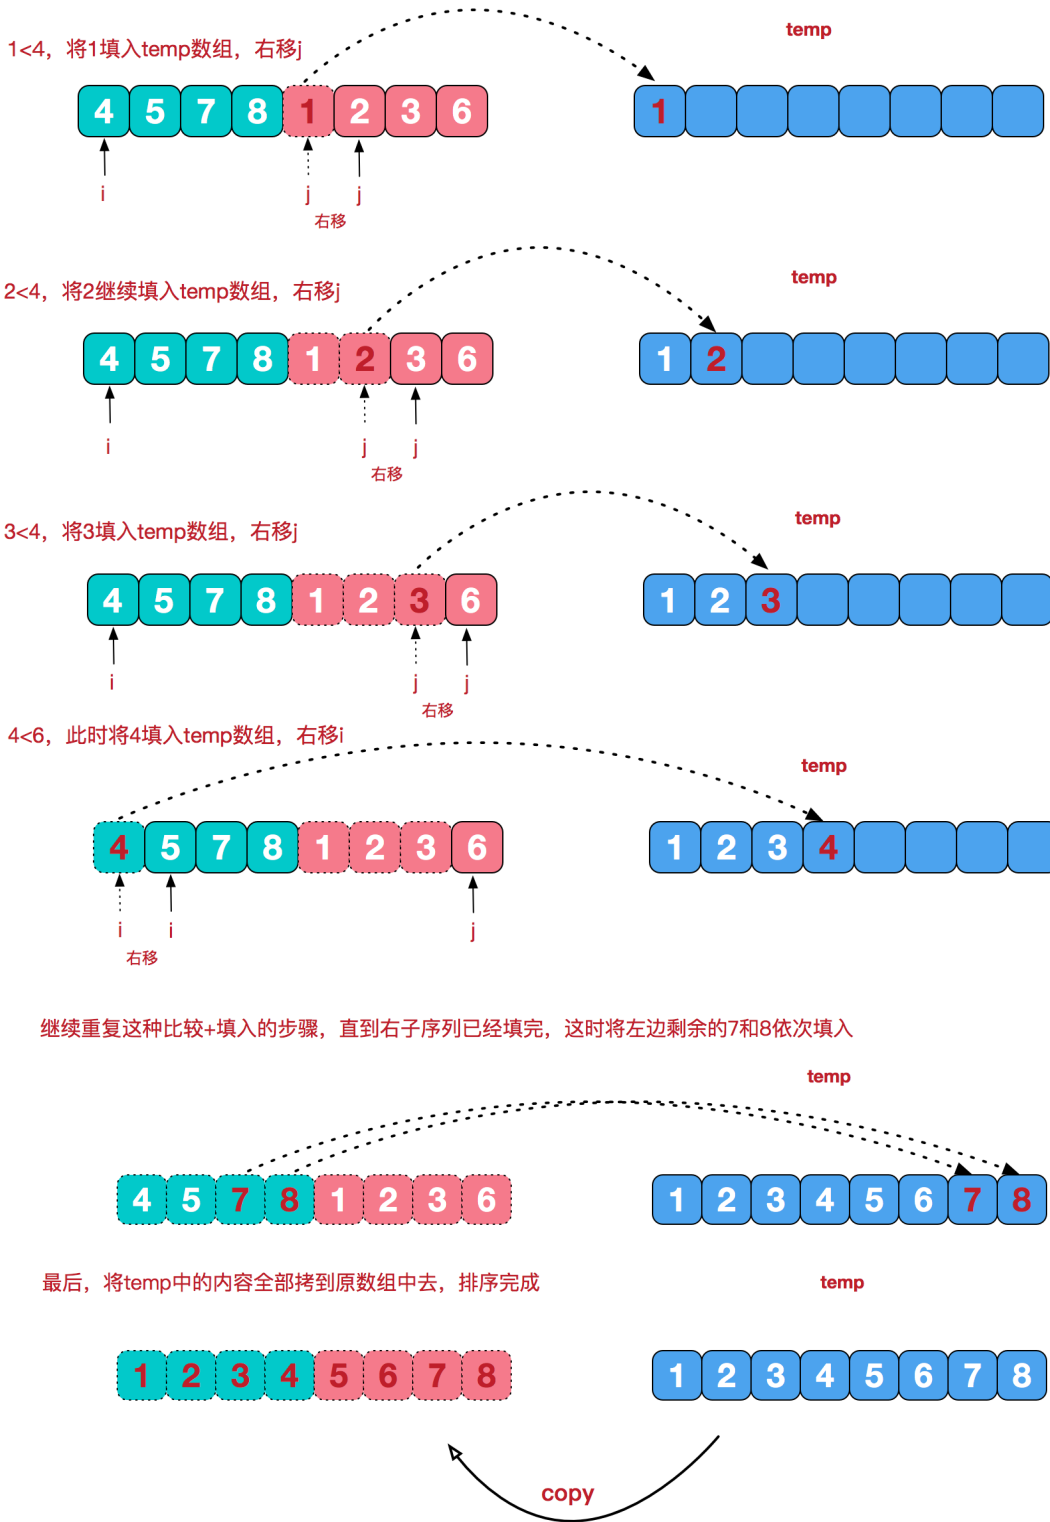 1<4，将1填入temp数组，右移j
temp
4 5 7 8 1 2 3 6
1
i j j
右移
2<4，将2继续填入temp数组，右移j
temp
4 5 7 8 1 2 3 6
1 2
i j j
右移
3<4，将3填入temp数组，右移j
temp
4 5 7 8 1 2 3 6
1 2 3
i j j
右移
4<6，此时将4填入temp数组，右移i
temp
4 5 7 8 1 2 3 6
1 2 3 4
i i j
右移
继续重复这种比较+填入的步骤，直到右子序列已经填完，这时将左边剩余的7和8依次填入
temp
4 5 7 8 1 2 3 6
1 2 3 4 5 6 7 8
最后，将temp中的内容全部拷到原数组中去，排序完成
temp
1 2 3 4 5 6 7 8
1 2 3 4 5 6 7 8
copy